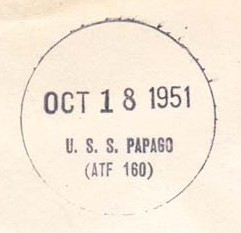 OCT 18 1951
U. S. S. PAPAGO
(ATF 160)